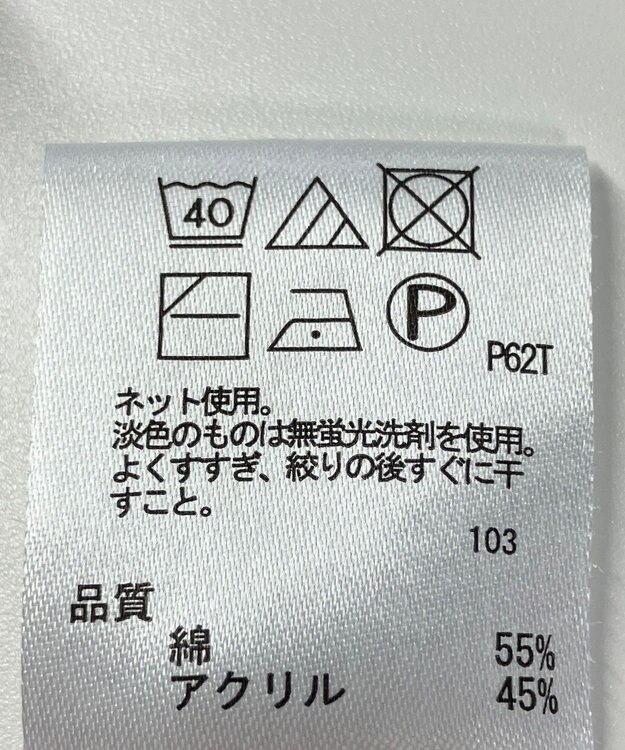 40
P
P62T
ネット使用。
淡色のものは無蛍光洗剤を使用。
よくすすぎ、絞りの後すぐに干
すこと。
103
品質
綿 55%
アクリル 45%